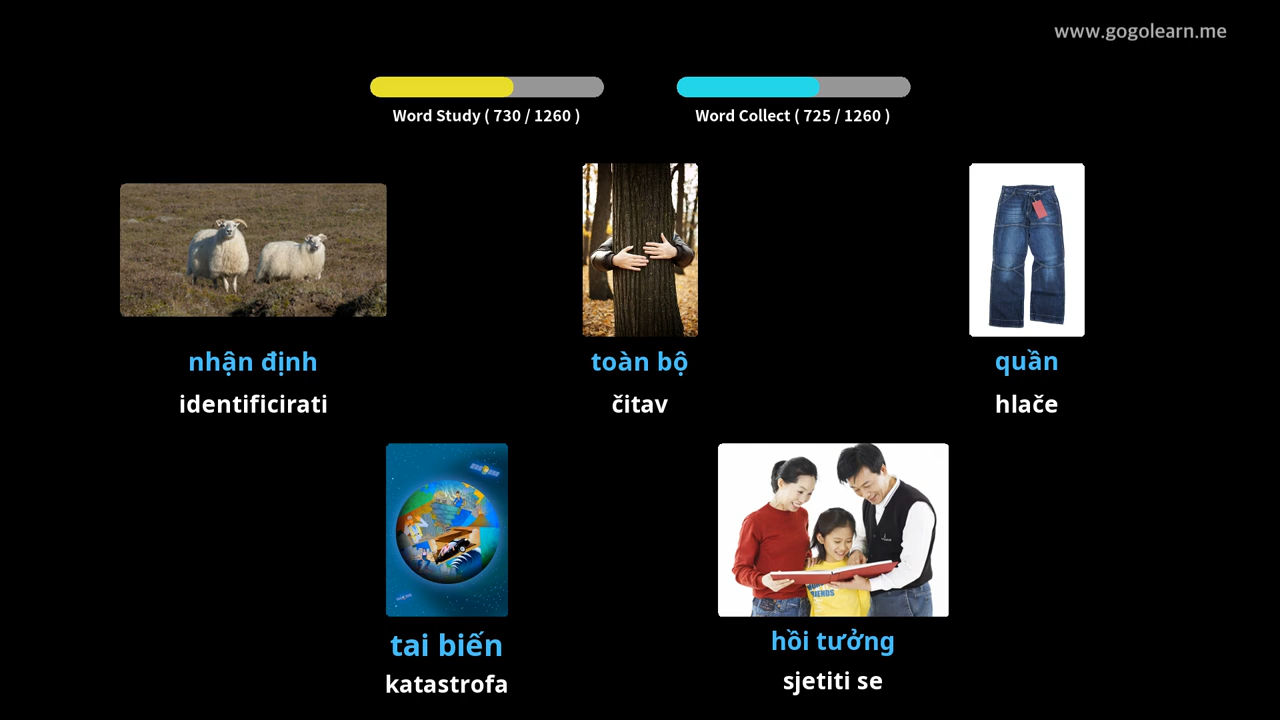 www.gogolearn.me
Word Study ( 730 / 1260 )
Word Collect ( 725 / 1260 )
nhận định
identificirati
toàn bộ
čitav
quần
hlače
tai biến
katastrofa
hồi tưởng
sjetiti se